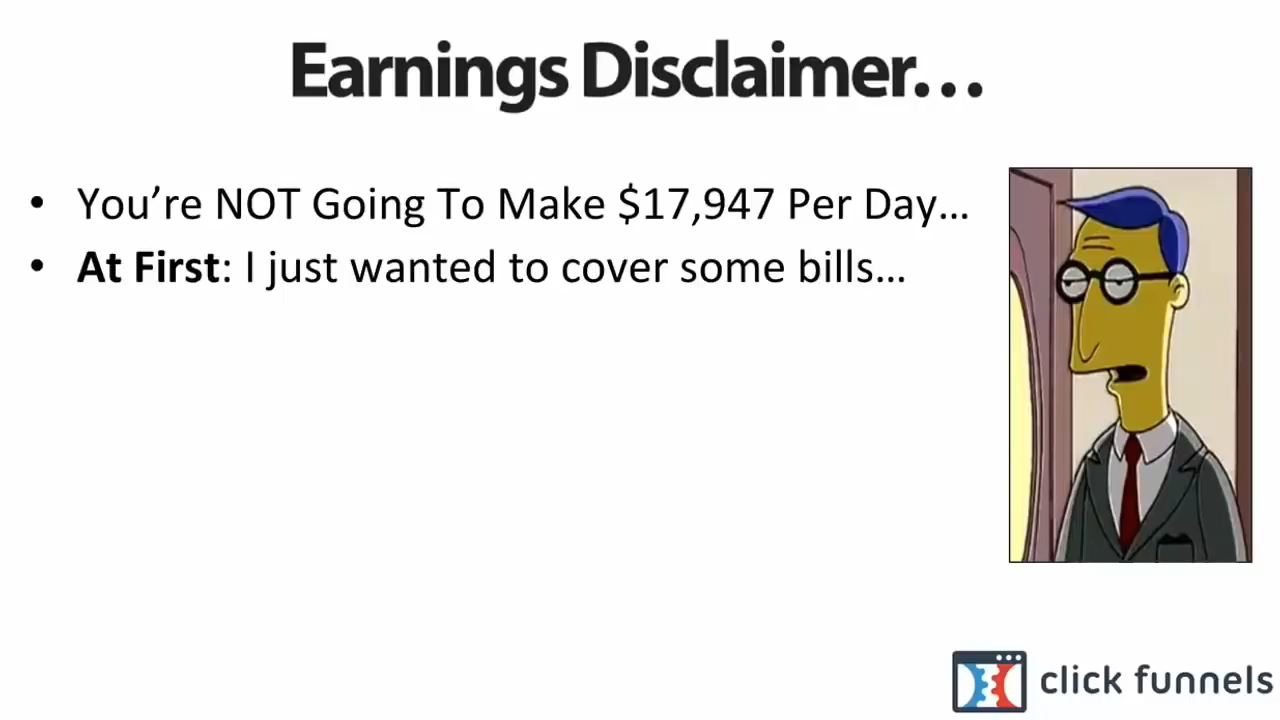 Earnings Disclaimer…
• You’re NOT Going To Make $17,947 Per Day…
• At First: I just wanted to cover some bills…
click funnels